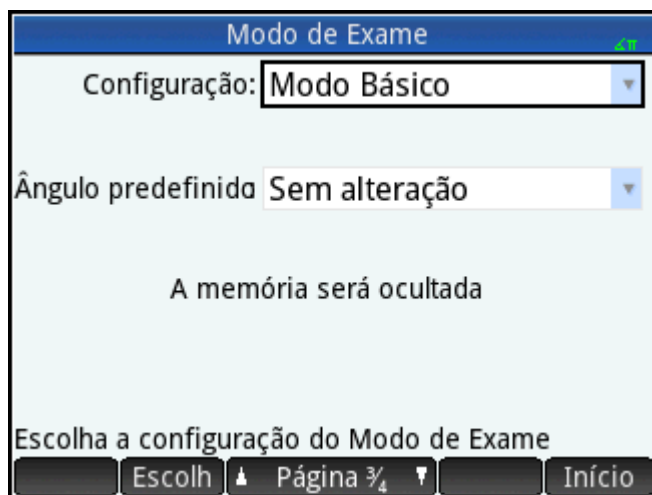 Modo de Exame
∡π
Configuração: Modo Básico
Ângulo predefinido Sem alteração
A memória será ocultada
Escolha a configuração do Modo de Exame
Escolh Página ¾ Início